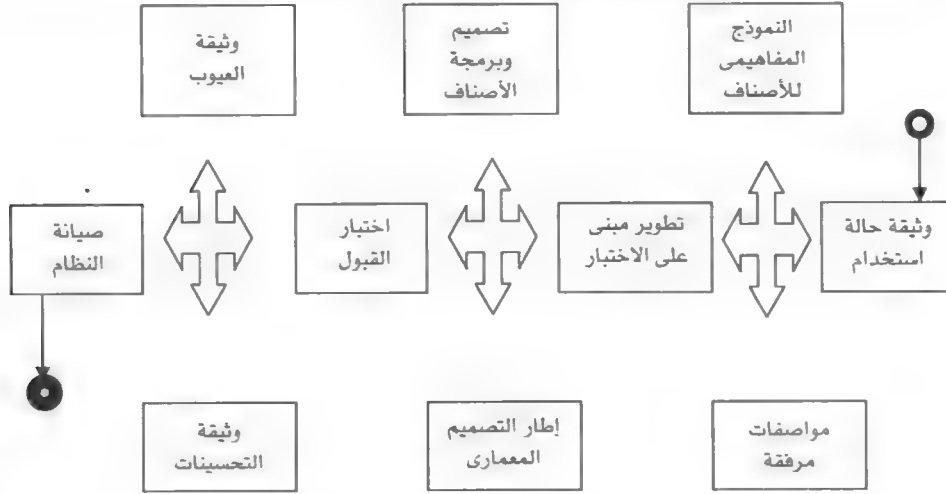 النموذج
المفاهيمى
للأصناف
تصميم
وبرمجة
الأصناف
وثيقة
العيوب
وثيقة حالة
استخدام
تطوير مبنى
على الاختبار
اختبار
القبول
صيانة
النظام
مواصفات
مرفقة
إطار التصميم
المعمارى
وثيقة
التحسينات